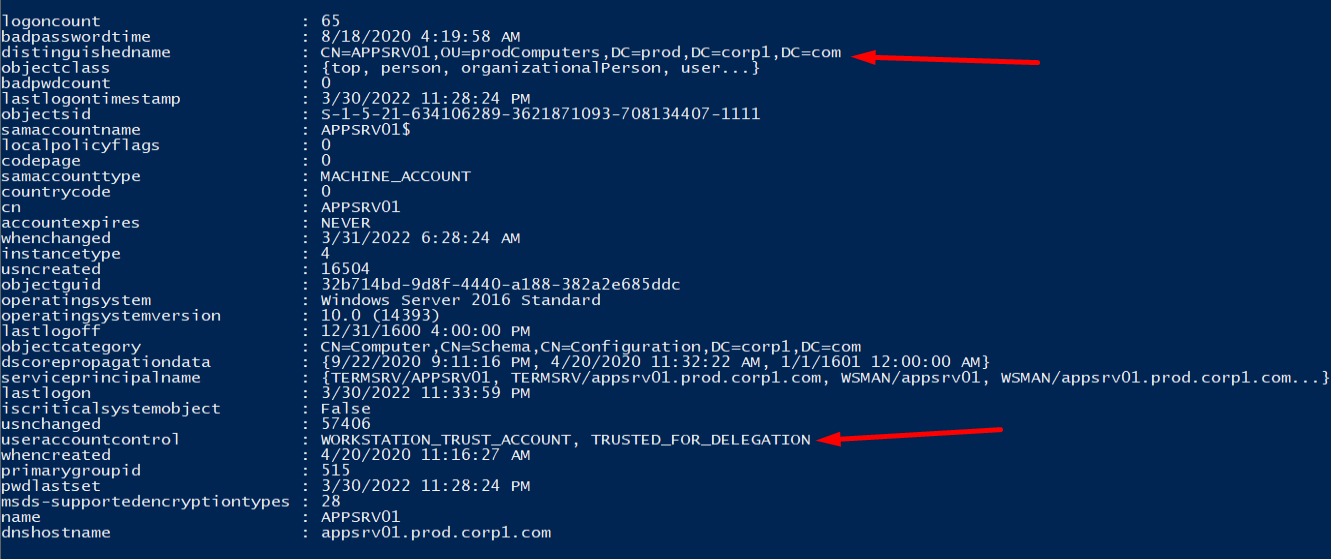 logoncount : 65
badpasswordtime : 8/18/2020 4:19:58 AM
distinguishedname : CN=APPSRV01,OU=prodComputers,DC=prod,DC=corp1,DC=com
objectclass : {top, person, organizationalPerson, user...}
badpwdcount : 0
lastlogontimestamp : 3/30/2022 11:28:24 PM
objectsid : S-1-5-21-634106289-3621871093-708134407-1111
samaccountname : APPSRV01$
localpolicyflags : 0
codepage : 0
samaccounttype : MACHINE_ACCOUNT
countrycode : 0
cn : APPSRV01
accountexpires : NEVER
whenchanged : 3/31/2022 6:28:24 AM
instancetype : 4
usncreated : 16504
objectguid : 32b714bd-9d8f-4440-a188-382a2e685ddc
operatingsystem : Windows Server 2016 Standard
operatingsystemversion : 10.0 (14393)
lastlogoff : 12/31/1600 4:00:00 PM
objectcategory : CN=Computer,CN=Schema,CN=Configuration,DC=corp1,DC=com
dscorepropagationdata : {9/22/2020 9:11:16 PM, 4/20/2020 11:32:22 AM, 1/1/1601 12:00:00 AM}
serviceprincipalname : {TERMSRV/APPSRV01, TERMSRV/appsrv01.prod.corp1.com, WSMAN/appsrv01, WSMAN/appsrv01.prod.corp1.com...}
lastlogon : 3/30/2022 11:33:59 PM
iscriticalsystemobject : False
usnchanged : 57406
useraccountcontrol : WORKSTATION_TRUST_ACCOUNT, TRUSTED_FOR_DELEGATION
whencreated : 4/20/2020 11:16:27 AM
primarygroupid : 515
pwdlastset : 3/30/2022 11:28:24 PM
msds-supportedencryptiontypes : 28
name : APPSRV01
dnshostname : appsrv01.prod.corp1.com